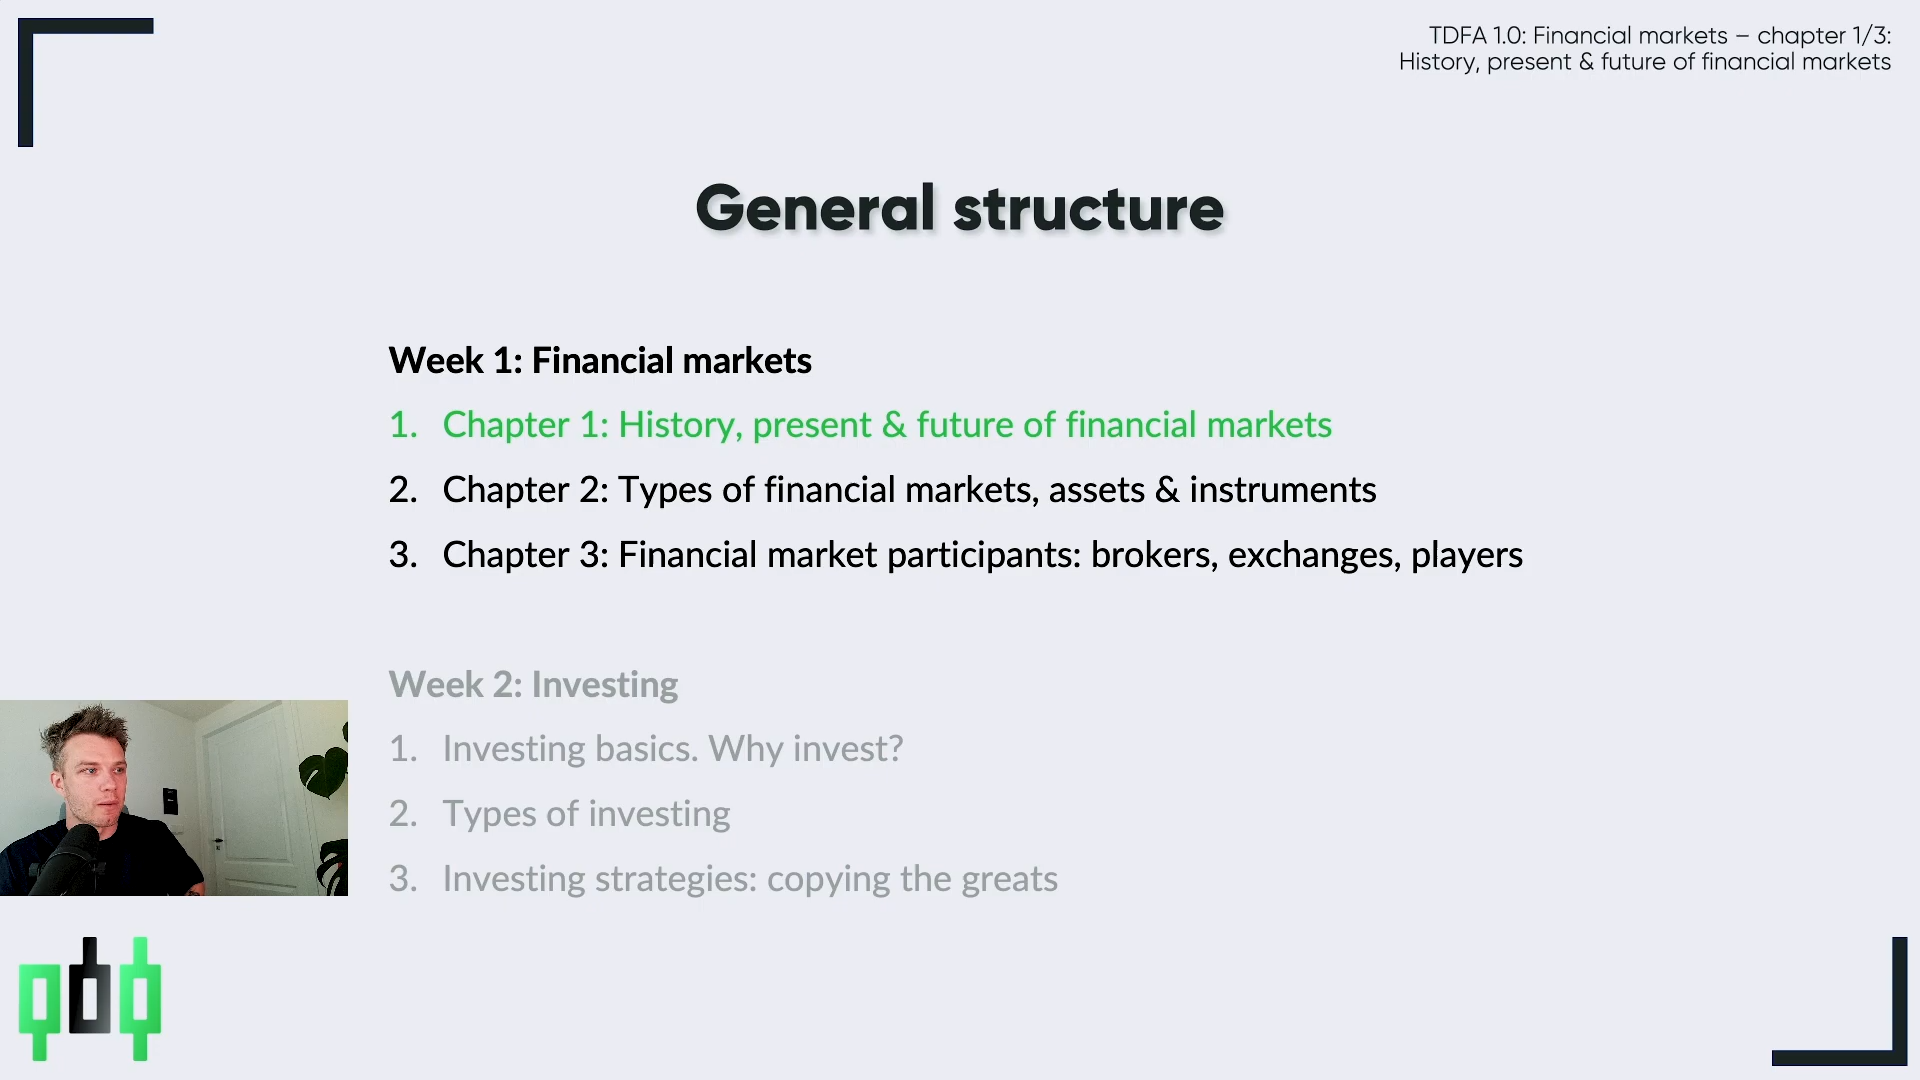 TDFA 1.0: Financial markets – chapter 1/3:
History, present & future of financial markets
General structure
Week 1: Financial markets
1. Chapter 1: History, present & future of financial markets
2. Chapter 2: Types of financial markets, assets & instruments
3. Chapter 3: Financial market participants: brokers, exchanges, players
Week 2: Investing
1. Investing basics. Why invest?
2. Types of investing
3. Investing strategies: copying the greats